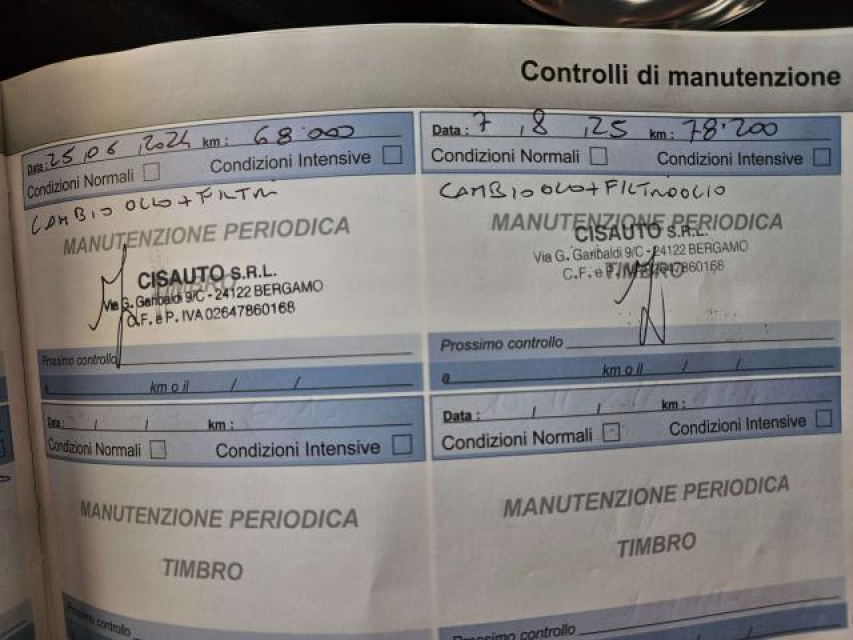 Controlli di manutenzione
Data: 25 06 2024 km: 68.000
Condizioni Normali Condizioni Intensive
CAMBIO OLIO + FILTRI
MANUTENZIONE PERIODICA
TIMBRO
CISAUTO S.R.L.
Via G. Garibaldi 9/C - 24122 BERGAMO
C.F. e P. IVA 02647860168
Prossimo controllo
a km o il / /
Data: 7 / 8 / 25 km: 78.200
Condizioni Normali Condizioni Intensive
CAMBIO OLIO + FILTRO OLIO
MANUTENZIONE PERIODICA
CISAUTO S.R.L.
Via G. Garibaldi 9/C - 24122 BERGAMO
TIMBRO
C.F. e P. IVA 02647860168
Prossimo controllo
a km o il / /
Data: / / km:
Condizioni Normali Condizioni Intensive
MANUTENZIONE PERIODICA
TIMBRO
Prossimo controllo
Data: / / km:
Condizioni Normali Condizioni Intensive
MANUTENZIONE PERIODICA
TIMBRO
Prossimo controllo